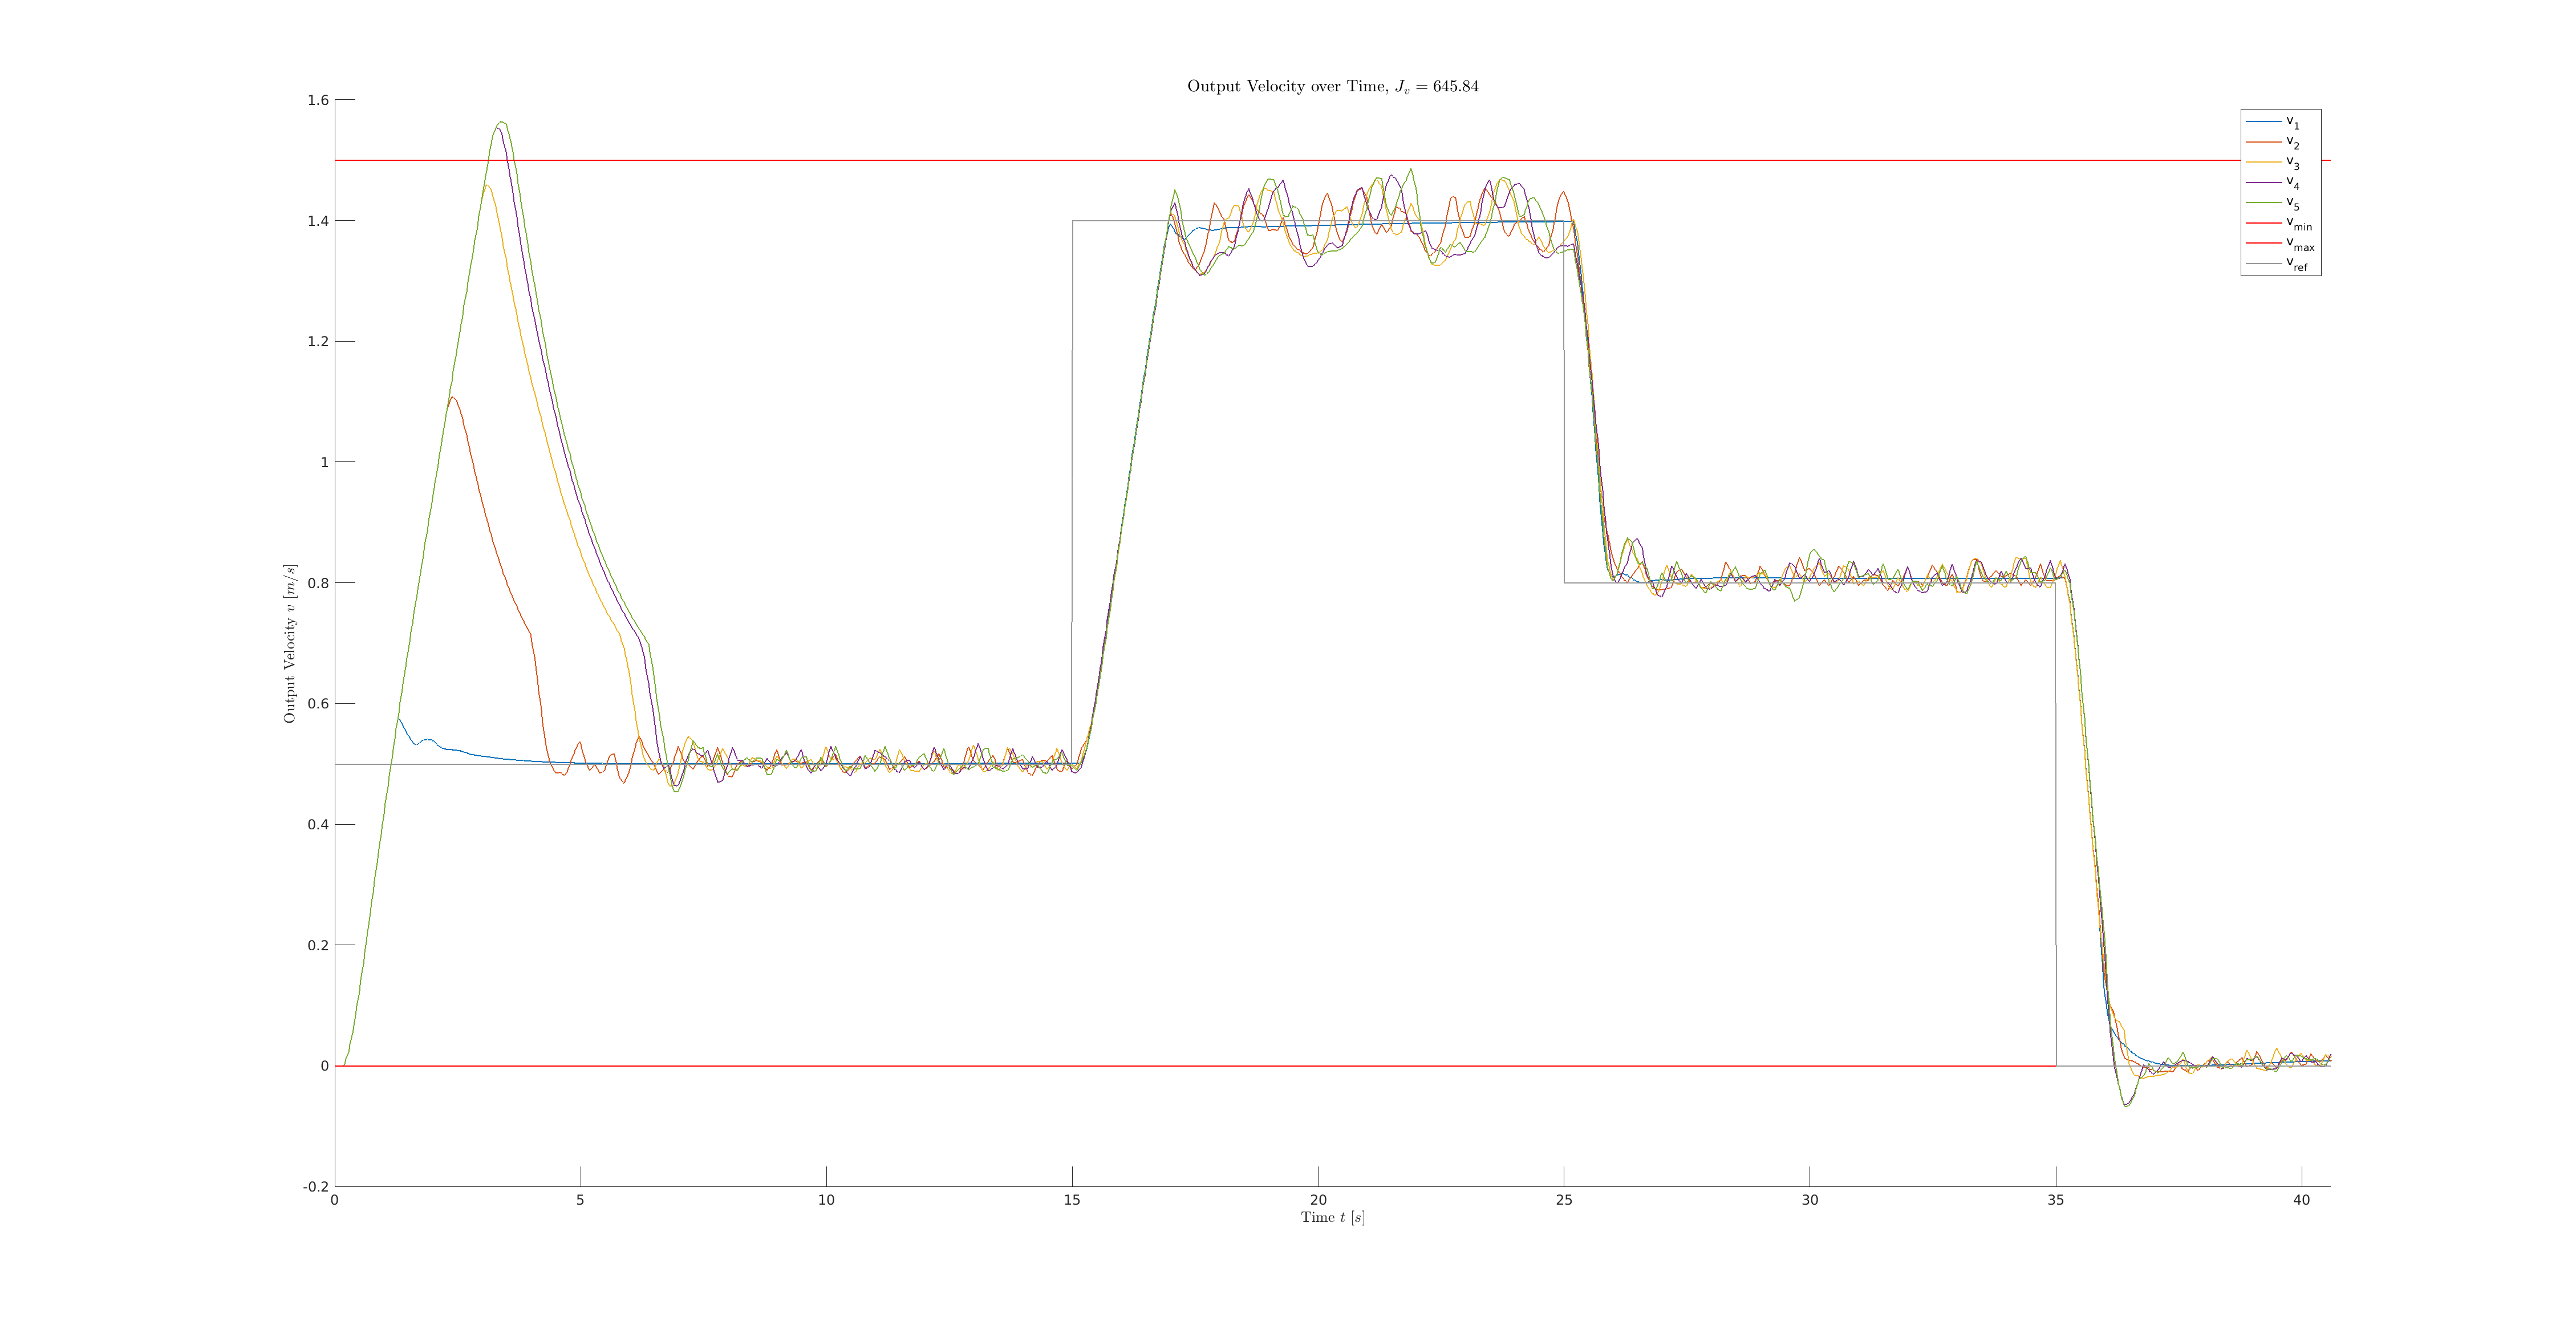 Output Velocity over Time, J_v = 645.84
1.6
1.4
1.2
1
0.8
0.6
0.4
0.2
0
-0.2
Output Velocity v [m/s]
0 5 10 15 20 25 30 35 40
Time t [s]
v_1
v_2
v_3
v_4
v_5
v_min
v_max
v_ref